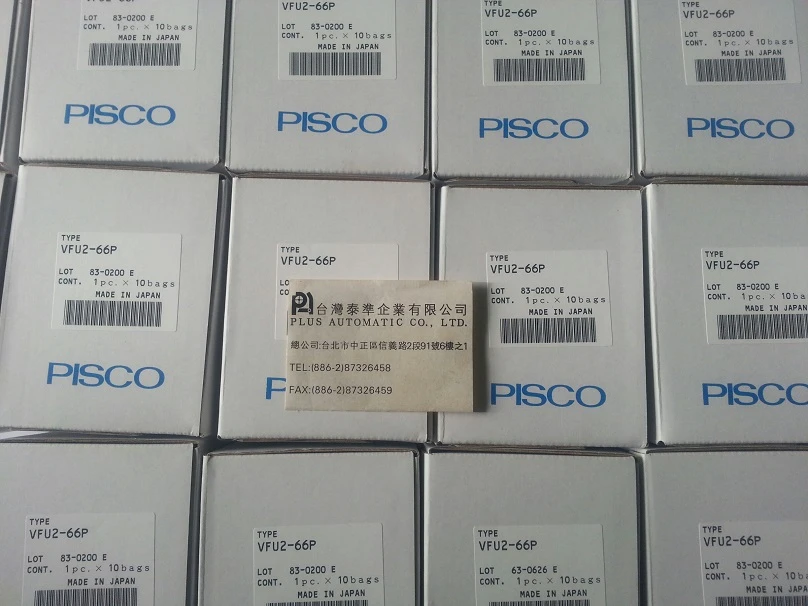 VFU2-66P
LOT 83-0200 E
CONT. 1pc. × 10bags
MADE IN JAPAN
PISCO
VFU2-66P
LOT 83-0200 E
CONT. 1pc. × 10bags
MADE IN JAPAN
PISCO
VFU2-66P
LOT 83-0200 E
CONT. 1pc. × 10bags
MADE IN JAPAN
PISCO
VFU2-66P
LOT 83-0200 E
CONT. 1pc. × 10bags
MADE IN JAPAN
PISCO
TYPE
VFU2-66P
LOT 83-0200 E
CONT. 1pc. × 10bags
MADE IN JAPAN
PISCO
TYPE
VFU2-66P
台灣泰準企業有限公司
PLUS AUTOMATIC CO., LTD.
總公司:台北市中正區信義路2段91號6樓之1
TEL:(886-2)87326458
FAX:(886-2)87326459
TYPE
VFU2-66P
LOT 83-0200 E
CONT. 1pc. × 10bags
MADE IN JAPAN
PISCO
TYPE
VFU2-66P
LOT 83-0200 E
CONT. 1pc. × 10bags
MADE IN JAPAN
PISCO
TYPE
VFU2-66P
LOT 83-0200 E
CONT. 1pc. × 10bags
MADE IN JAPAN
TYPE
VFU2-66P
LOT 83-0200 E
CONT. 1pc. × 10bags
MADE IN JAPAN
TYPE
VFU2-66P
LOT 63-0626 E
CONT. 1pc. × 10bags
MADE IN JAPAN
TYPE
VFU2-66P
LOT 83-0200 E
CONT. 1pc. × 10bags
MADE IN JAPAN